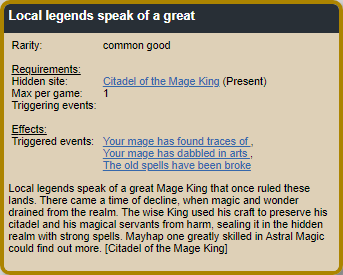 Local legends speak of a great
Rarity: common good
Requirements:
Hidden site: Citadel of the Mage King (Present)
Max per game: 1
Triggering events:
Effects:
Triggered events: Your mage has found traces of ,
Your mage has dabbled in arts ,
The old spells have been broke
Local legends speak of a great Mage King that once ruled these
lands. There came a time of decline, when magic and wonder
drained from the realm. The wise King used his craft to preserve his
citadel and his magical servants from harm, sealing it in the hidden
realm with strong spells. Mayhap one greatly skilled in Astral Magic
could find out more. [Citadel of the Mage King]